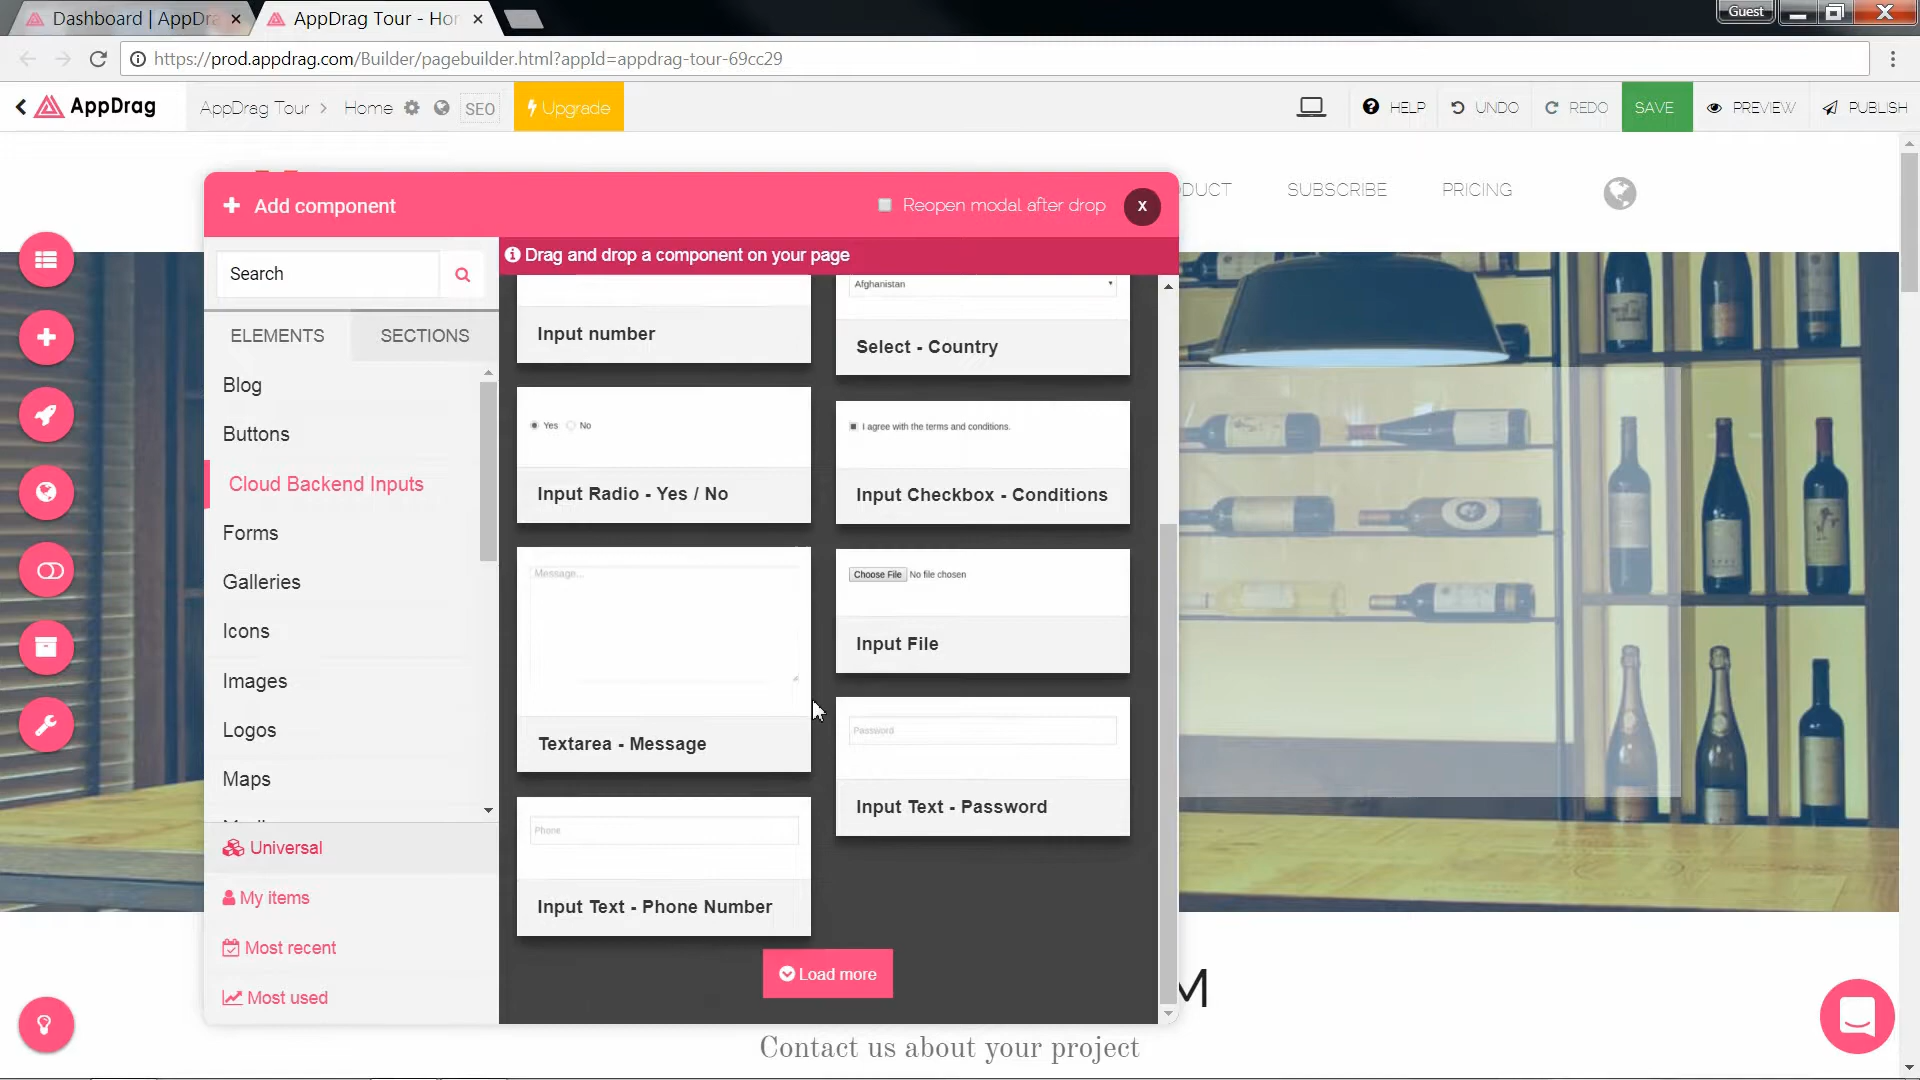 Dashboard | AppDra
AppDrag Tour - Hor
Guest
https://prod.appdrag.com/Builder/pagebuilder.html?appId=appdrag-tour-69cc29
AppDrag
AppDrag Tour
Home
SEO
Upgrade
HELP
UNDO
REDO
SAVE
PREVIEW
PUBLISH
DUCT
SUBSCRIBE
PRICING
Add component
Reopen modal after drop
X
Search
Drag and drop a component on your page
ELEMENTS
SECTIONS
Blog
Buttons
Cloud Backend Inputs
Forms
Galleries
Icons
Images
Logos
Maps
Universal
My items
Most recent
Most used
Input number
Afghanistan
Select - Country
Yes No
Input Radio - Yes / No
I agree with the terms and conditions.
Input Checkbox - Conditions
Message...
Textarea - Message
Choose File No file chosen
Input File
Password
Input Text - Password
Phone
Input Text - Phone Number
Load more
M
Contact us about your project